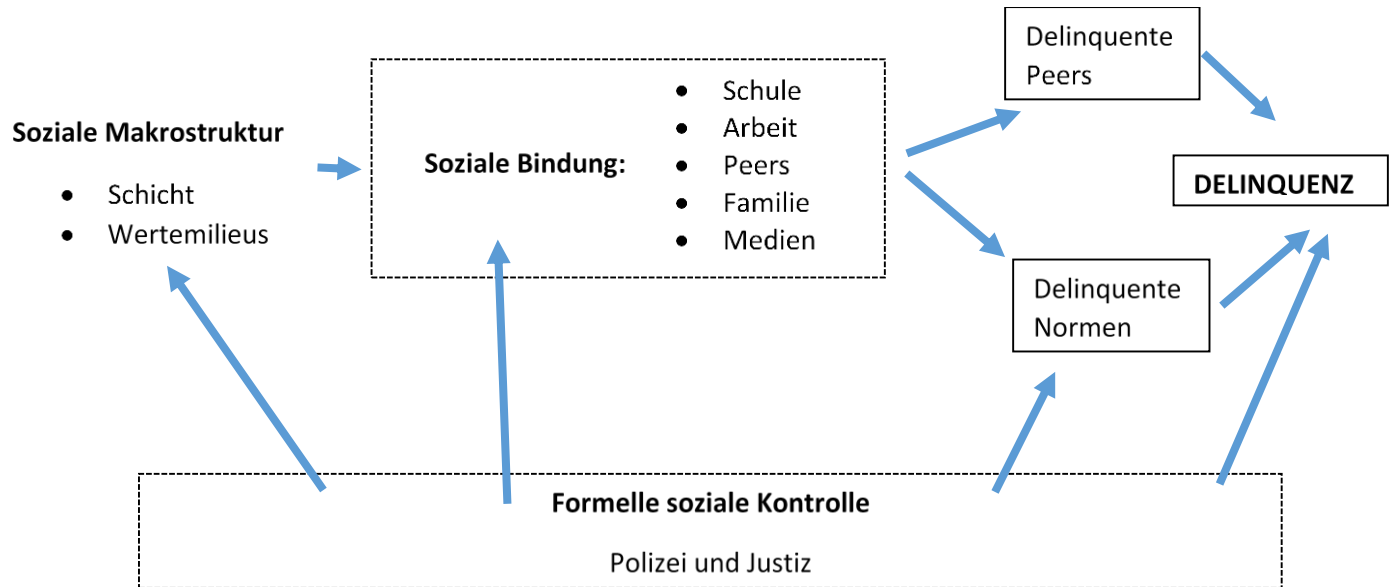 Soziale Makrostruktur
• Schicht
• Wertemilieus
Soziale Bindung:
• Schule
• Arbeit
• Peers
• Familie
• Medien
Delinquente
Peers
DELINQUENZ
Delinquente
Normen
Formelle soziale Kontrolle
Polizei und Justiz